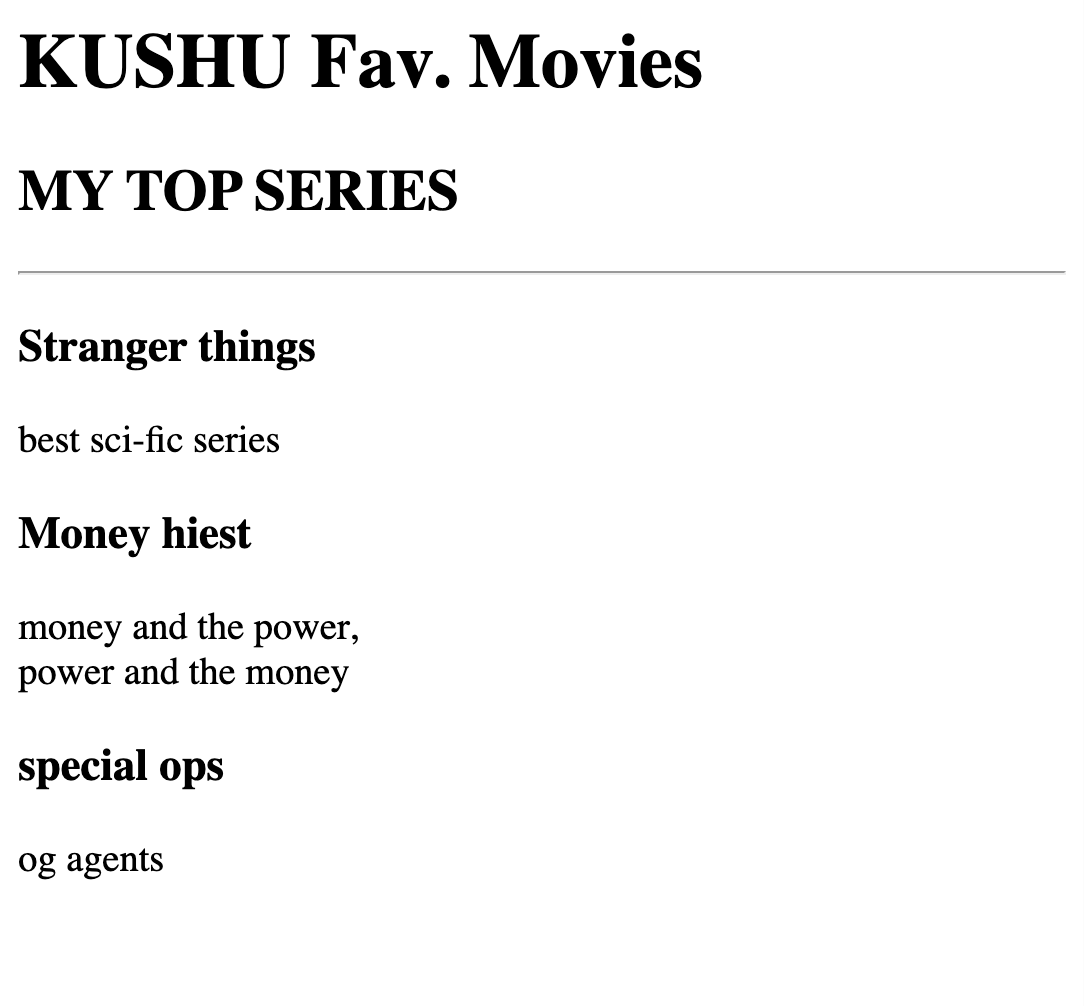 KUSHU Fav. Movies
MY TOP SERIES
Stranger things
best sci-fic series
Money hiest
money and the power,
power and the money
special ops
og agents